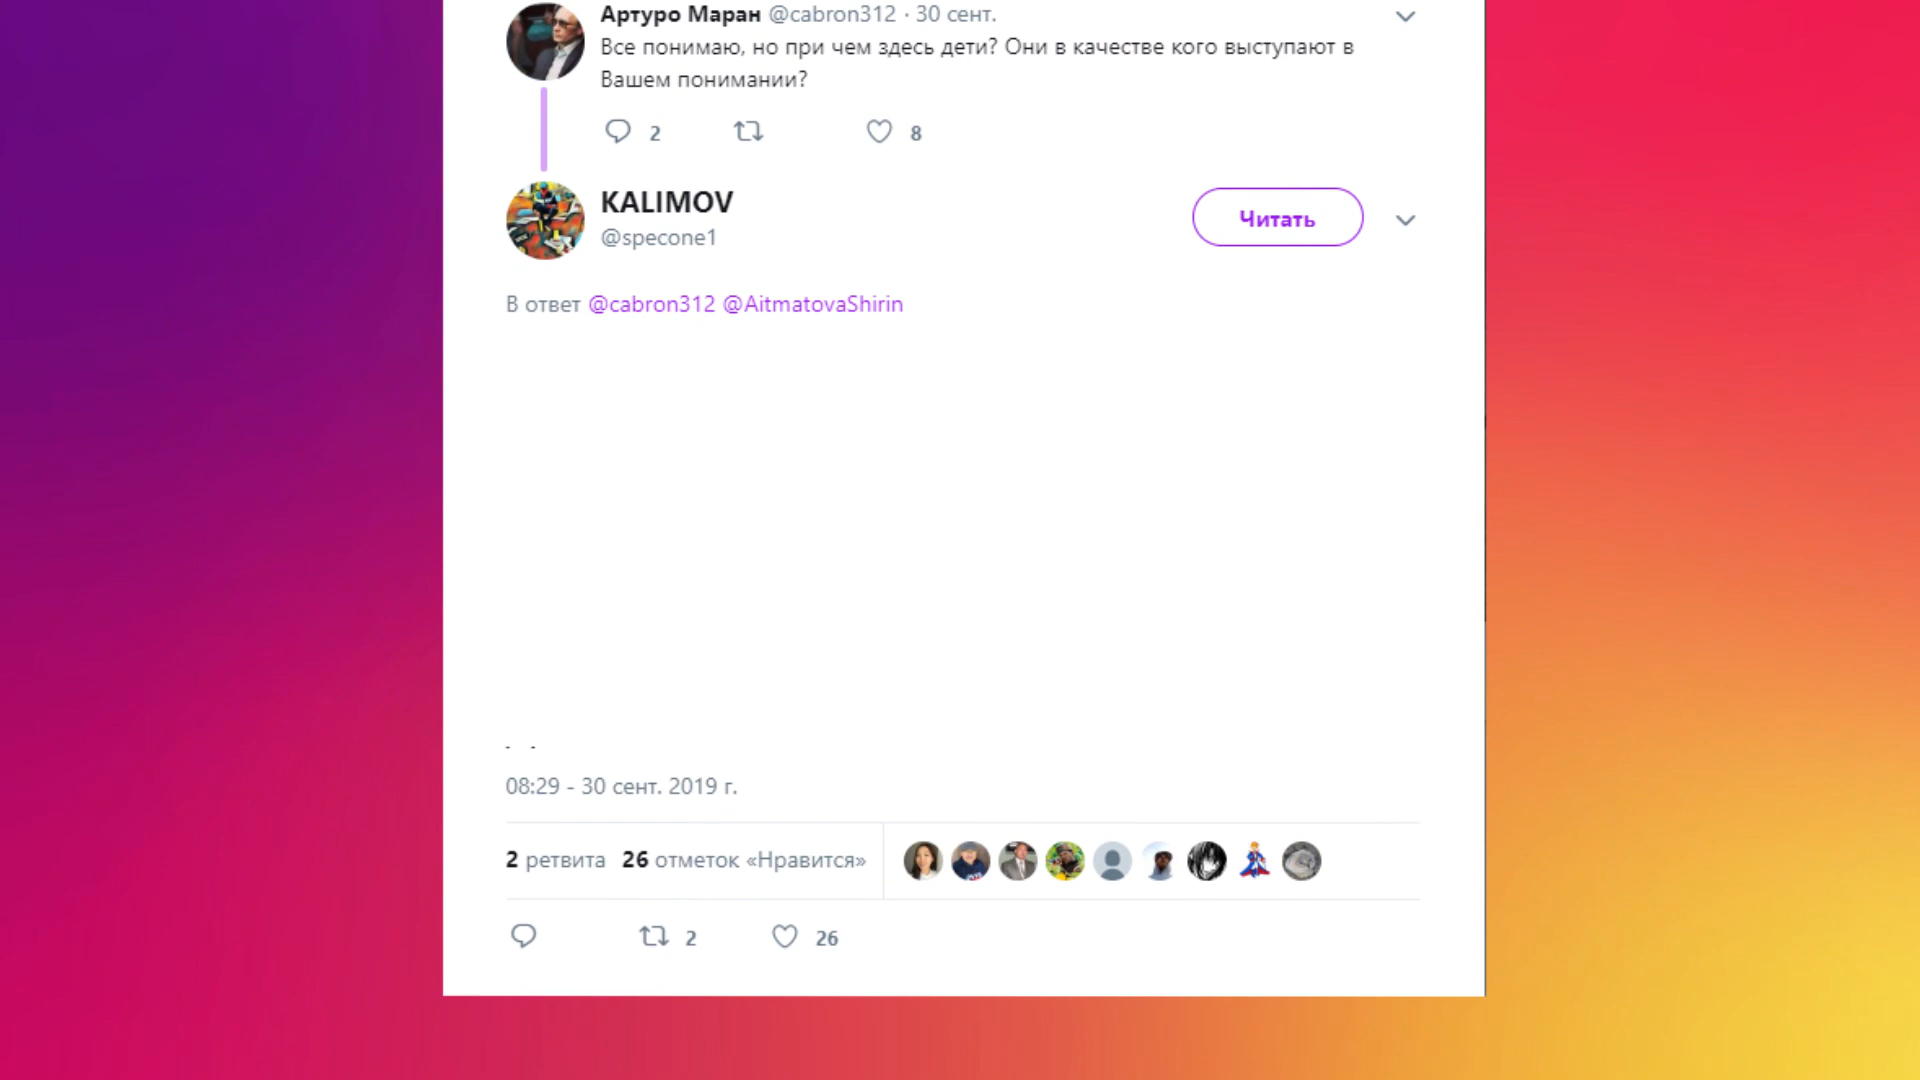 Артуро Маран @cabron312 · 30 сент.
Все понимаю, но при чем здесь дети? Они в качестве кого выступают в
Вашем понимании?
2 8
KALIMOV
Читать
@specone1
В ответ @cabron312 @AitmatovaShirin
08:29 - 30 сент. 2019 г.
2 ретвита 26 отметок «Нравится»
2 26